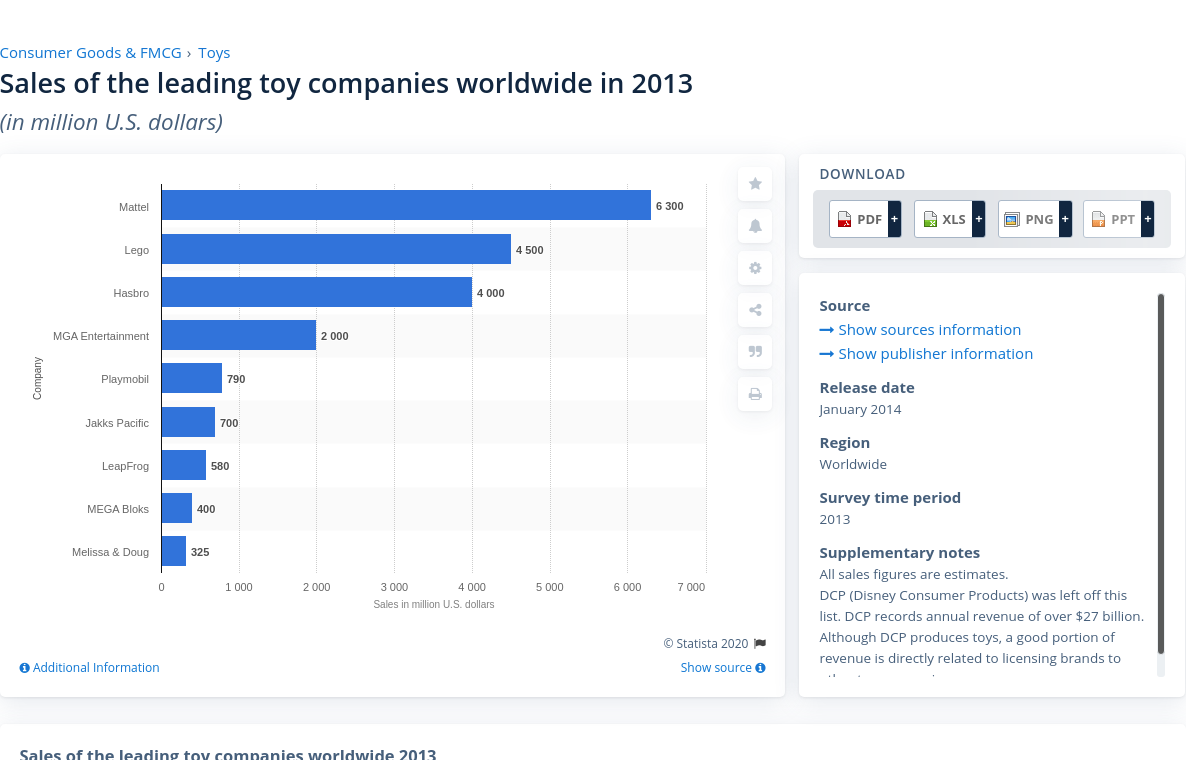 Consumer Goods & FMCG › Toys
Sales of the leading toy companies worldwide in 2013
(in million U.S. dollars)
Company
Mattel
6 300
Lego
4 500
Hasbro
4 000
MGA Entertainment
2 000
Playmobil
790
Jakks Pacific
700
LeapFrog
580
MEGA Bloks
400
Melissa & Doug
325
0 1 000 2 000 3 000 4 000 5 000 6 000 7 000
Sales in million U.S. dollars
© Statista 2020
Additional Information
Show source
DOWNLOAD
PDF + XLS + PNG + PPT +
Source
Show sources information
Show publisher information
Release date
January 2014
Region
Worldwide
Survey time period
2013
Supplementary notes
All sales figures are estimates.
DCP (Disney Consumer Products) was left off this
list. DCP records annual revenue of over $27 billion.
Although DCP produces toys, a good portion of
revenue is directly related to licensing brands to
Sales of the leading toy companies worldwide 2013